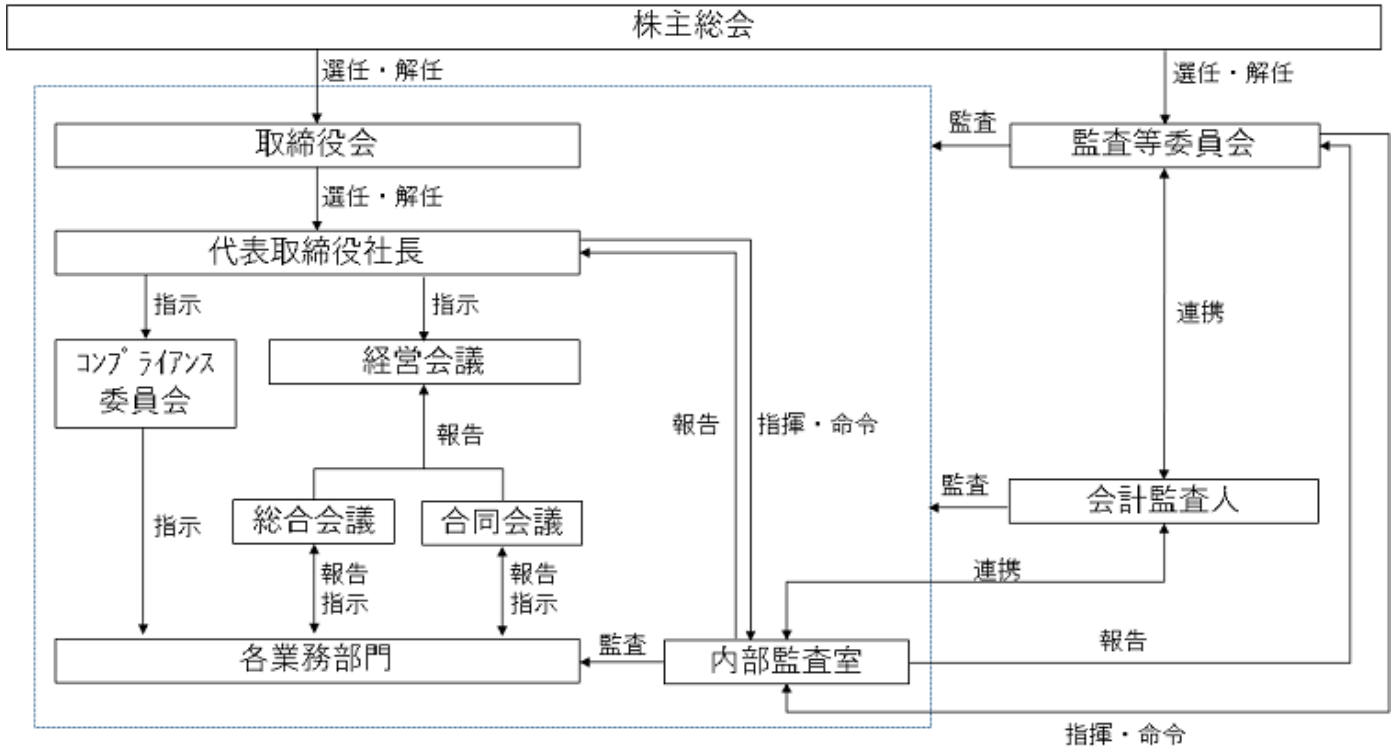 株主総会
選任・解任
選任・解任
取締役会
監査
監査等委員会
選任・解任
代表取締役社長
指示
指示
連携
コンプライアンス
委員会
経営会議
報告
報告
指揮・命令
監査
会計監査人
総合会議
合同会議
指示
報告
指示
報告
指示
連携
各業務部門
監査
内部監査室
報告
指揮・命令